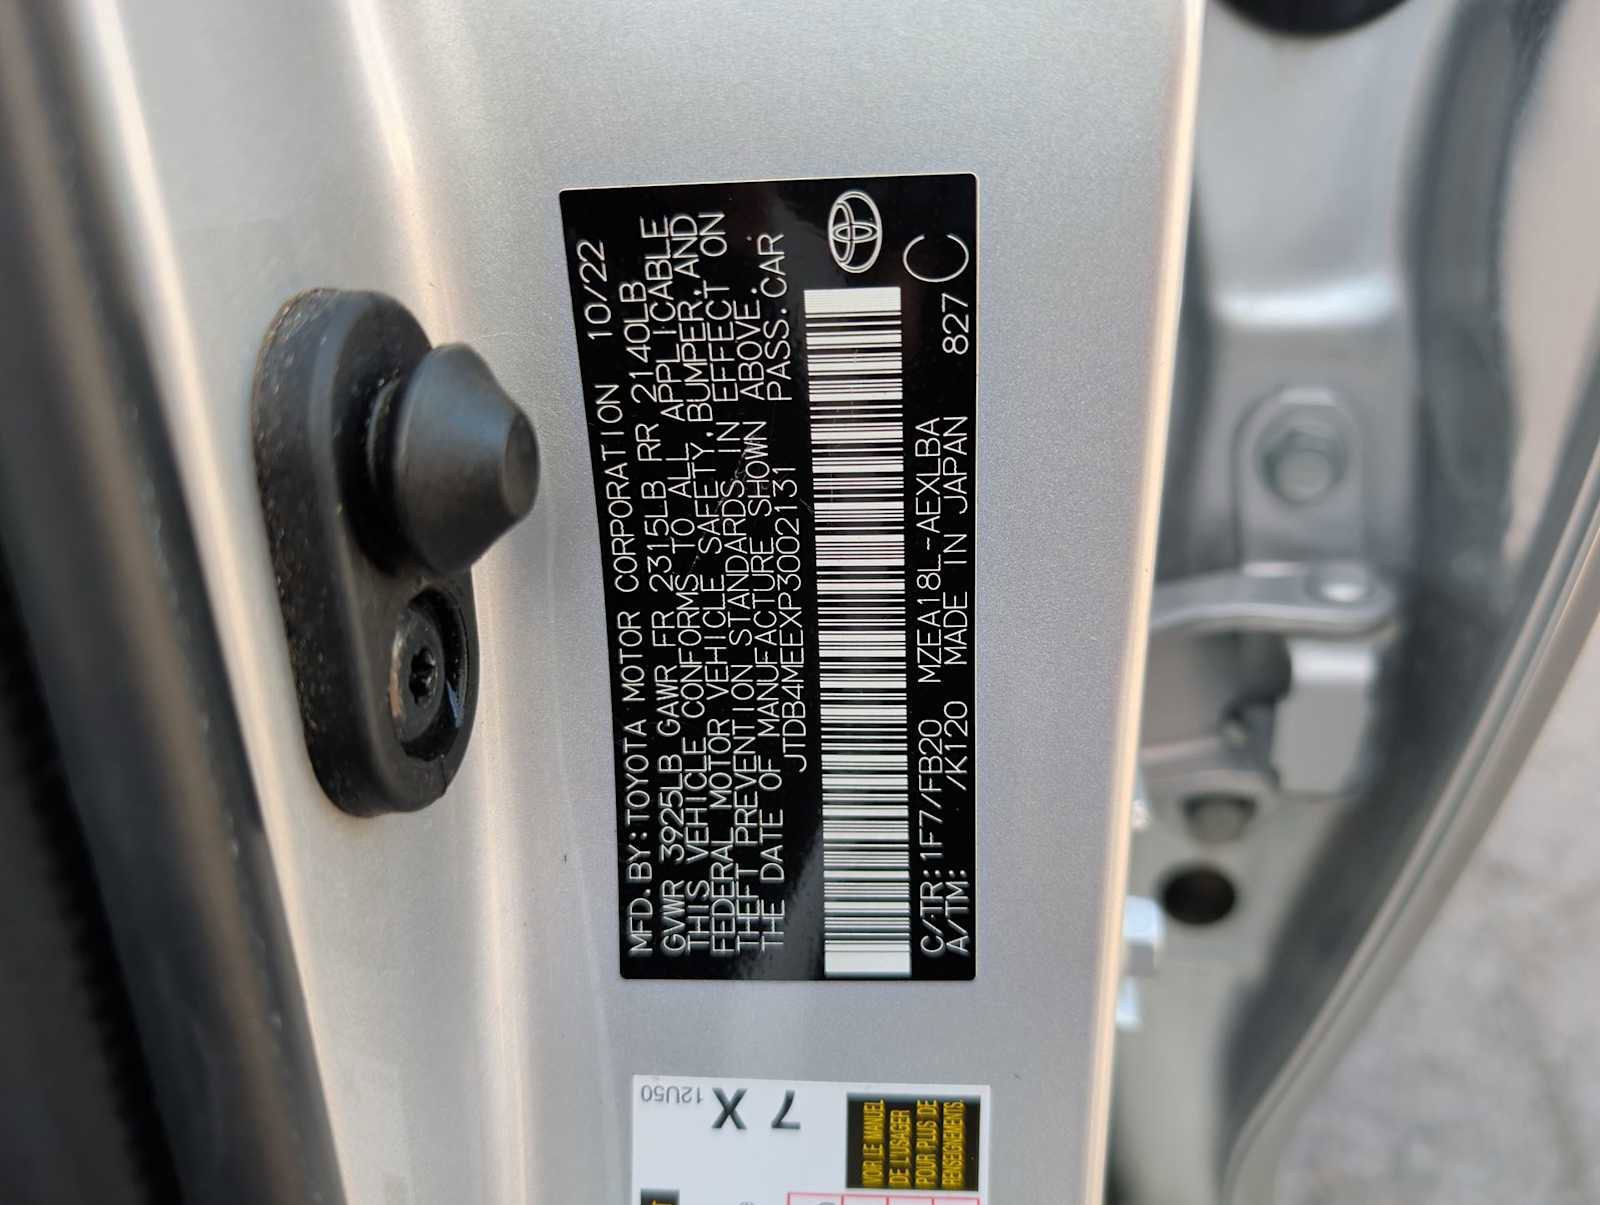 MFD.BY:TOYOTA MOTOR CORPORATION 10/22
GVWR 3925LB GAWR FR 2315LB RR 2140LB
THIS VEHICLE CONFORMS TO ALL APPLICABLE
FEDERAL MOTOR VEHICLE SAFETY, BUMPER, AND
THEFT PREVENTION STANDARDS IN EFFECT ON
THE DATE OF MANUFACTURE SHOWN ABOVE.
JTDB4MEEXP3002131 PASS.CAR
C/TR:1F7/FB20 MZEA18L-AEXLBA 827 C
A/TM: /K120 MADE IN JAPAN
7 X
12U50
VOIR LE MANUEL
DE L'USAGER
POUR PLUS DE
RENSEIGNEMENTS.